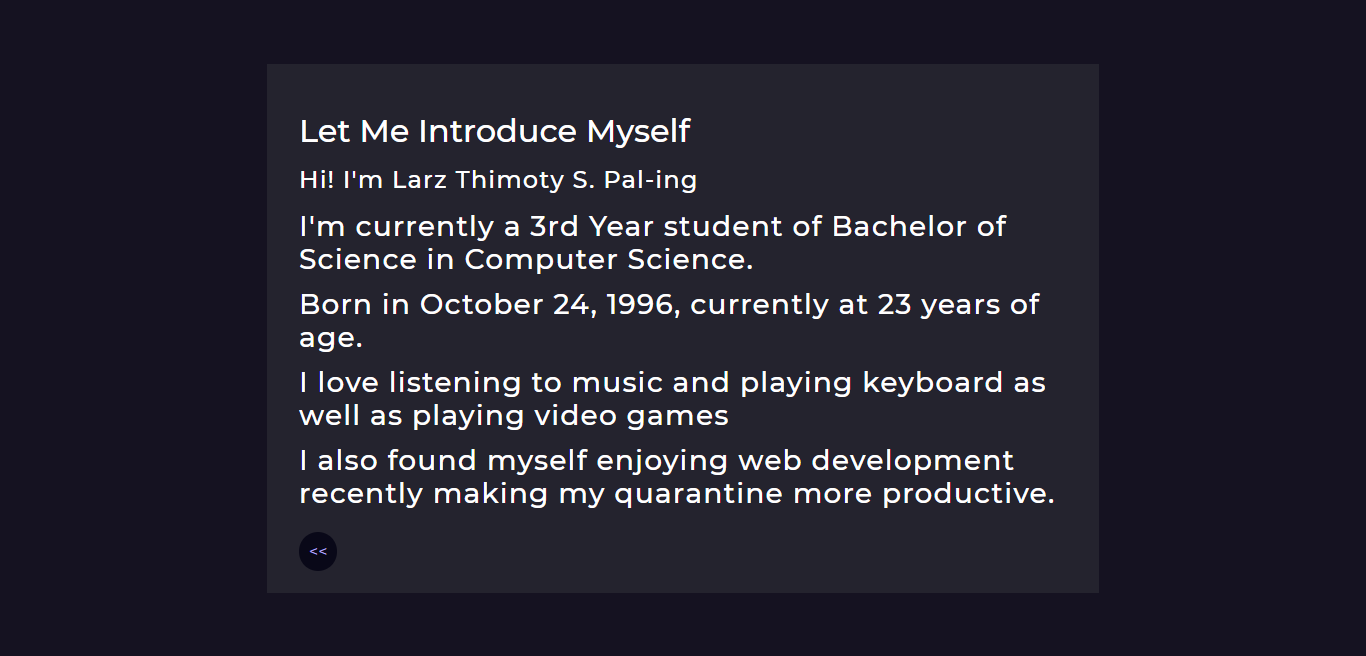 Let Me Introduce Myself
Hi! I'm Larz Thimoty S. Pal-ing
I'm currently a 3rd Year student of Bachelor of
Science in Computer Science.
Born in October 24, 1996, currently at 23 years of
age.
I love listening to music and playing keyboard as
well as playing video games
I also found myself enjoying web development
recently making my quarantine more productive.
<<